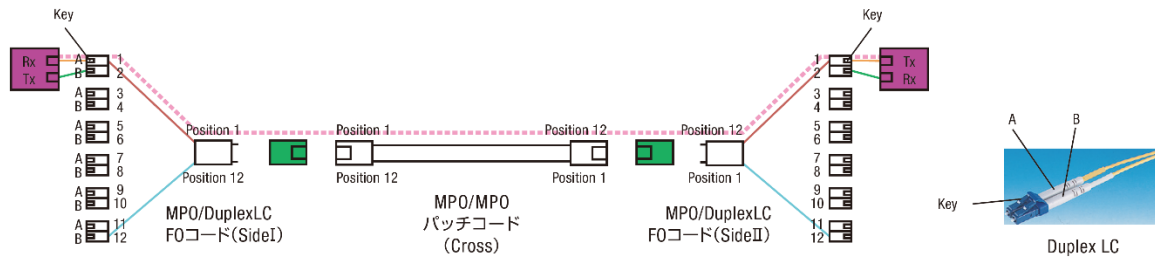 Key
Rx
Tx
A
B
1
2
A
B
3
4
A
B
5
6
A
B
7
8
A
B
9
10
A
B
11
12
Position 1
Position 12
MPO/DuplexLC
FOコード(SideⅠ)
Position 1
Position 12
Position 12
Position 1
MPO/MPO
パッチコード
(Cross)
Position 12
Position 1
MPO/DuplexLC
FOコード(SideⅡ)
Key
1
2
3
4
5
6
7
8
9
10
11
12
Tx
Rx
A
B
Key
Duplex LC